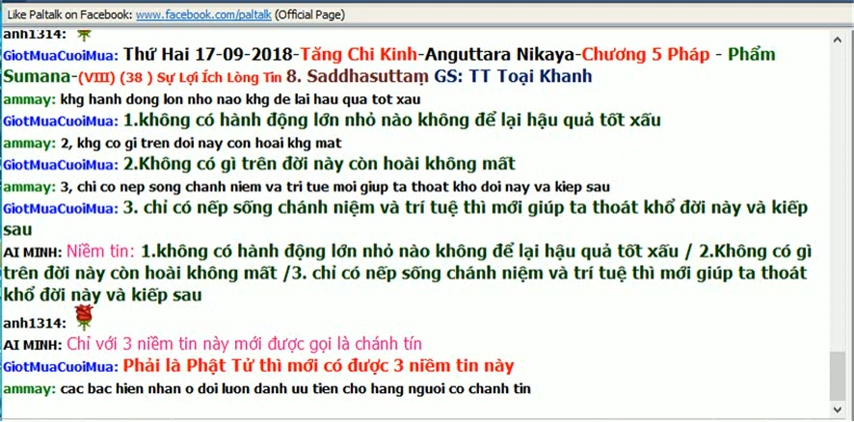 Like Paltalk on Facebook: www.facebook.com/paltalk (Official Page)
anh1314:
GiotMuaCuoiMua: Thứ Hai 17-09-2018-Tăng Chi Kinh-Anguttara Nikaya-Chương 5 Pháp - Phẩm
Sumana-(VIII) (38 ) Sự Lợi Ích Lòng Tin 8. Saddhasuttaṃ GS: TT Toại Khanh
ammay: khg hanh dong lon nho nao khg de lai hau qua tot xau
GiotMuaCuoiMua: 1.không có hành động lớn nhỏ nào không để lại hậu quả tốt xấu
ammay: 2, khg co gi tren doi nay con hoai khg mat
GiotMuaCuoiMua: 2.Không có gì trên đời này còn hoài không mất
ammay: 3, chi co nep song chanh niem va tri tue moi giup ta thoat kho doi nay va kiep sau
GiotMuaCuoiMua: 3. chỉ có nếp sống chánh niệm và trí tuệ thì mới giúp ta thoát khổ đời này và kiếp
sau
AI MINH: Niềm tin: 1.không có hành động lớn nhỏ nào không để lại hậu quả tốt xấu / 2.Không có gì
trên đời này còn hoài không mất /3. chỉ có nếp sống chánh niệm và trí tuệ thì mới giúp ta thoát
khổ đời này và kiếp sau
anh1314:
AI MINH: Chỉ với 3 niềm tin này mới được gọi là chánh tín
GiotMuaCuoiMua: Phải là Phật Tử thì mới có được 3 niềm tin này
ammay: cac bac hien nhan o doi luon danh uu tien cho hang nguoi co chanh tin